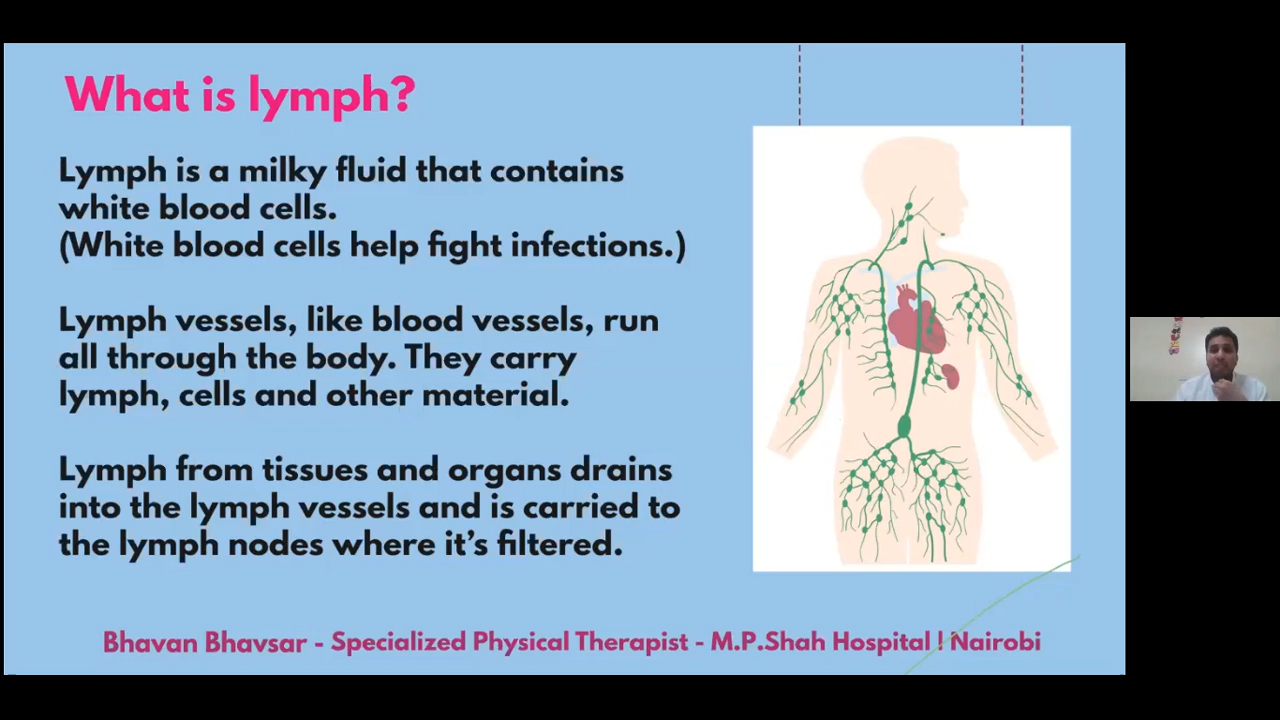 What is lymph?
Lymph is a milky fluid that contains
white blood cells.
(White blood cells help fight infections.)
Lymph vessels, like blood vessels, run
all through the body. They carry
lymph, cells and other material.
Lymph from tissues and organs drains
into the lymph vessels and is carried to
the lymph nodes where it's filtered.
Bhavan Bhavsar - Specialized Physical Therapist - M.P.Shah Hospital ! Nairobi